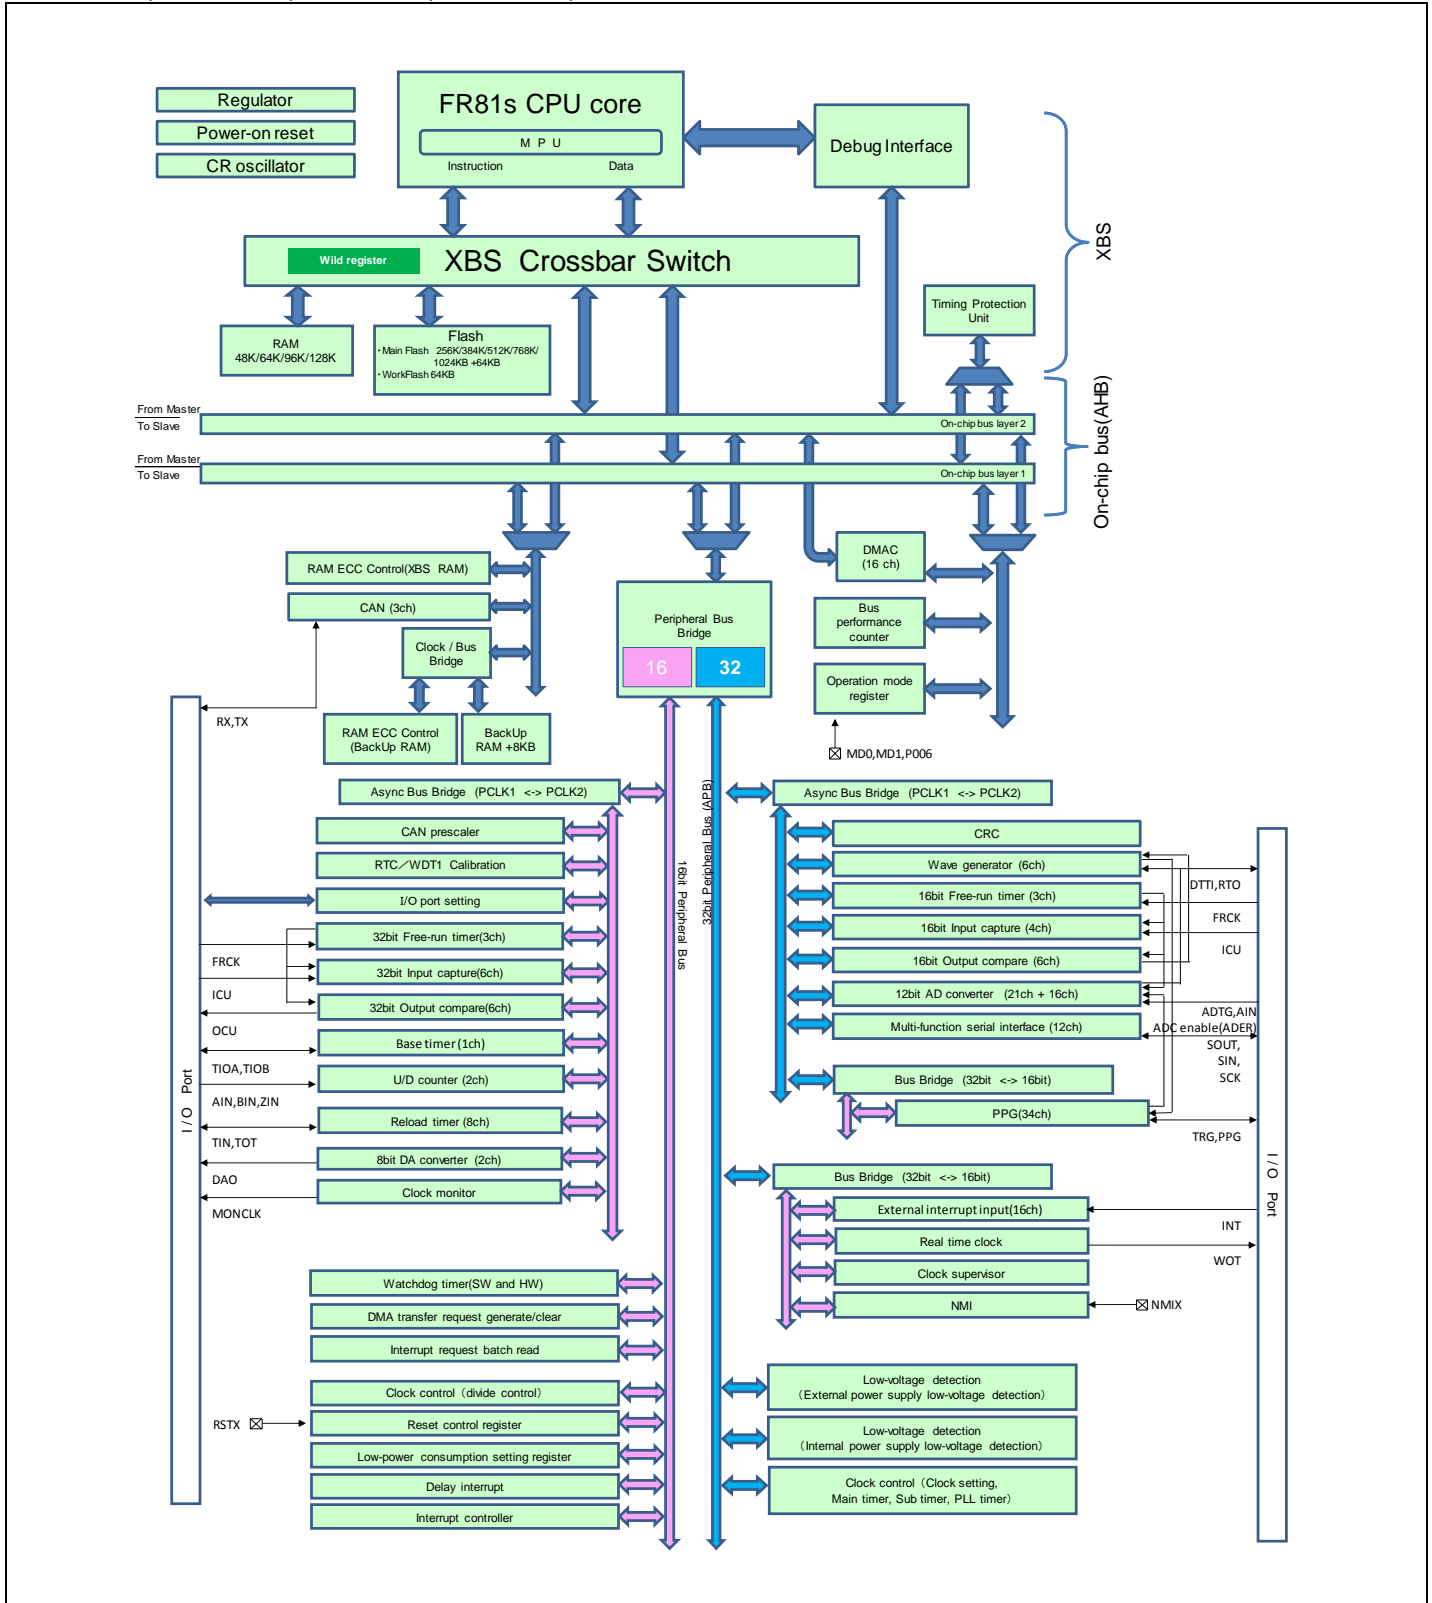 Regulator
Power-on reset
CR oscillator
FR81s CPU core
M P U
Instruction
Data
Debug Interface
XBS
Wild register
XBS Crossbar Switch
Timing Protection
Unit
RAM
48K/64K/96K/128K
Flash
・Main Flash 256K/384K/512K/768K/
1024KB +64KB
・WorkFlash 64KB
On-chip bus(AHB)
From Master
To Slave
On-chip bus layer 2
From Master
To Slave
On-chip bus layer 1
RAM ECC Control(XBS RAM)
CAN (3ch)
Clock / Bus
Bridge
RAM ECC Control
(BackUp RAM)
BackUp
RAM +8KB
RX,TX
Peripheral Bus
Bridge
16
32
DMAC
(16 ch)
Bus
performance
counter
Operation mode
register
MD0,MD1,P006
16bit Peripheral Bus
32bit Peripheral Bus (APB)
I / O Port
Async Bus Bridge (PCLK1 <-> PCLK2)
CAN prescaler
RTC／WDT1 Calibration
I/O port setting
32bit Free-run timer(3ch)
FRCK
32bit Input capture(6ch)
ICU
32bit Output compare(6ch)
OCU
Base timer (1ch)
TIOA,TIOB
U/D counter (2ch)
AIN,BIN,ZIN
Reload timer (8ch)
TIN,TOT
8bit DA converter (2ch)
DAO
Clock monitor
MONCLK
Watchdog timer(SW and HW)
DMA transfer request generate/clear
Interrupt request batch read
Clock control（divide control）
RSTX
Reset control register
Low-power consumption setting register
Delay interrupt
Interrupt controller
Async Bus Bridge (PCLK1 <-> PCLK2)
CRC
Wave generator (6ch)
DTTI,RTO
16bit Free-run timer (3ch)
FRCK
16bit Input capture (4ch)
ICU
16bit Output compare (6ch)
12bit AD converter (21ch + 16ch)
ADTG,AIN
ADC enable(ADER)
Multi-function serial interface (12ch)
SOUT,
SIN,
SCK
Bus Bridge (32bit <-> 16bit)
PPG(34ch)
TRG,PPG
I / O Port
Bus Bridge (32bit <-> 16bit)
External interrupt input(16ch)
INT
Real time clock
WOT
Clock supervisor
NMI
NMIX
Low-voltage detection
（External power supply low-voltage detection）
Low-voltage detection
（Internal power supply low-voltage detection）
Clock control（Clock setting,
Main timer, Sub timer, PLL timer）